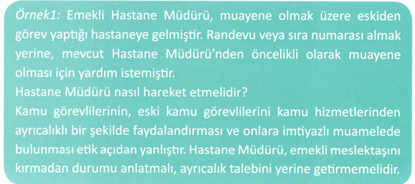 Örnek1: Emekli Hastane Müdürü, muayene olmak üzere eskiden
görev yaptığı hastaneye gelmiştir. Randevu veya sıra numarası almak
yerine, mevcut Hastane Müdürü’nden öncelikli olarak muayene
olması için yardım istemiştir.
Hastane Müdürü nasıl hareket etmelidir?
Kamu görevlilerinin, eski kamu görevlilerini kamu hizmetlerinden
ayrıcalıklı bir şekilde faydalandırması ve onlara imtiyazlı muamelede
bulunması etik açıdan yanlıştır. Hastane Müdürü, emekli meslektaşını
kırmadan durumu anlatmalı, ayrıcalık talebini yerine getirmemelidir.